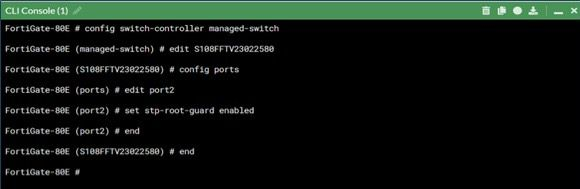 CLI Console (1)
FortiGate-80E # config switch-controller managed-switch
FortiGate-80E (managed-switch) # edit S108FFTV23022580
FortiGate-80E (S108FFTV23022580) # config ports
FortiGate-80E (ports) # edit port2
FortiGate-80E (port2) # set stp-root-guard enabled
FortiGate-80E (port2) # end
FortiGate-80E (S108FFTV23022580) # end
FortiGate-80E #